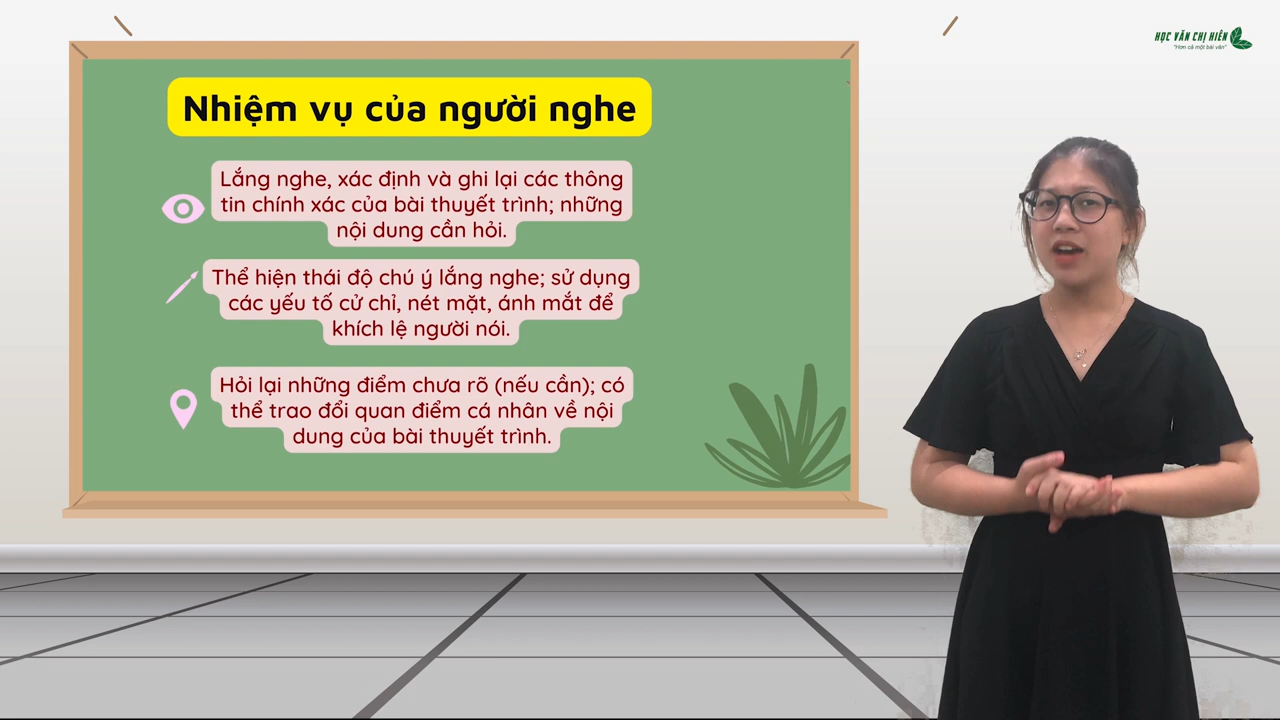 HỌC VĂN CHỊ HIÊN
"Hơn cả một bài văn"
Nhiệm vụ của người nghe
Lắng nghe, xác định và ghi lại các thông
tin chính xác của bài thuyết trình; những
nội dung cần hỏi.
Thể hiện thái độ chú ý lắng nghe; sử dụng
các yếu tố cử chỉ, nét mặt, ánh mắt để
khích lệ người nói.
Hỏi lại những điểm chưa rõ (nếu cần); có
thể trao đổi quan điểm cá nhân về nội
dung của bài thuyết trình.